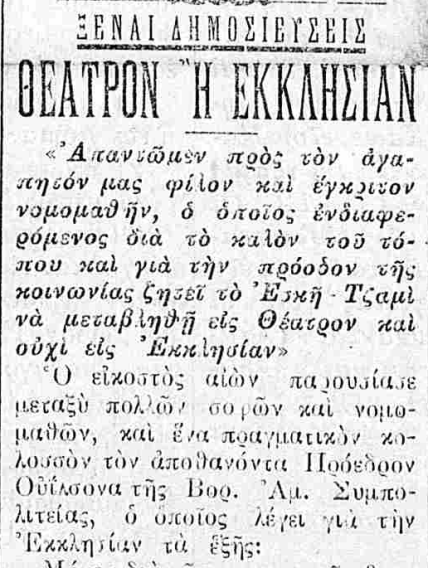 ΞΕΝΑΙ ΔΗΜΟΣΙΕΥΣΕΙΣ
ΘΕΑΤΡΟΝ Ἢ ΕΚΚΛΗΣΙΑΝ
«Ἀπαντῶμεν πρὸς τὸν ἀγα-
πητόν μας φίλον καὶ ἔγκριτον
νομομαθῆν, ὁ ὁποῖος ἐνδιαφε-
ρόμενος διὰ τὸ καλὸν τοῦ τό-
που καὶ γιὰ τὴν πρόοδον τῆς
κοινωνίας ζητεῖ τὸ Ἐσκῆ-Τζαμὶ
νὰ μεταβληθῇ εἰς Θέατρον καὶ
οὐχὶ εἰς Ἐκκλησίαν»
Ὁ εἰκοστὸς αἰὼν παρουσίασε
μεταξὺ πολλῶν σοφῶν καὶ νομω-
μαθῶν, καὶ ἕνα πραγματικὸν κο-
λοσσὸν τὸν ἀποθανόντα Πρόεδρον
Οὐΐλσονα τῆς Βορ. Ἀμ. Συμπο-
λιτείας, ὁ ὁποῖος λέγει γιὰ τὴν
Ἐκκλησίαν τὰ ἑξῆς: